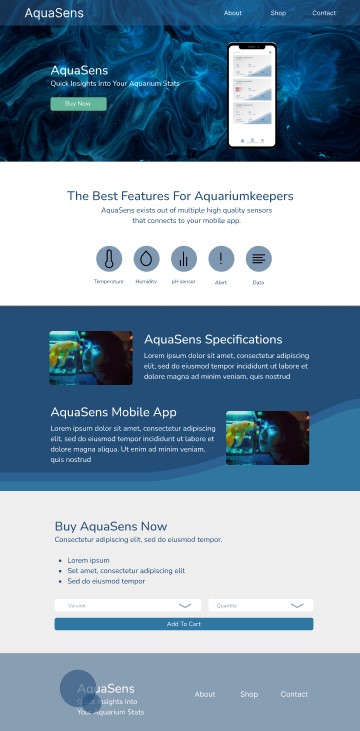 AquaSens
About
Shop
Contact
AquaSens
Quick Insights Into Your Aquarium Stats
Buy Now
The Best Features For Aquariumkeepers
AquaSens exists out of multiple high quality sensors
that connects to your mobile app.
Temperature
Humidity
pH sensor
Alert
Data
AquaSens Specifications
Lorem ipsum dolor sit amet, consectetur adipiscing
elit, sed do eiusmod tempor incididunt ut labore et
dolore magna ad minim veniam, quis nostrud
AquaSens Mobile App
Lorem ipsum dolor sit amet, consectetur adipiscing
elit, sed do eiusmod tempor incididunt ut labore et
dolore magna aliqua. Ut enim ad minim veniam,
quis nostrud
Buy AquaSens Now
Consectetur adipiscing elit, sed do eiusmod tempor.
Lorem ipsum
Set amet, consectetur adipiscing elit
Sed do eiusmod tempor
Version
Quantity
Add To Cart
AquaSens
Quick Insights Into
Your Aquarium Stats
About
Shop
Contact